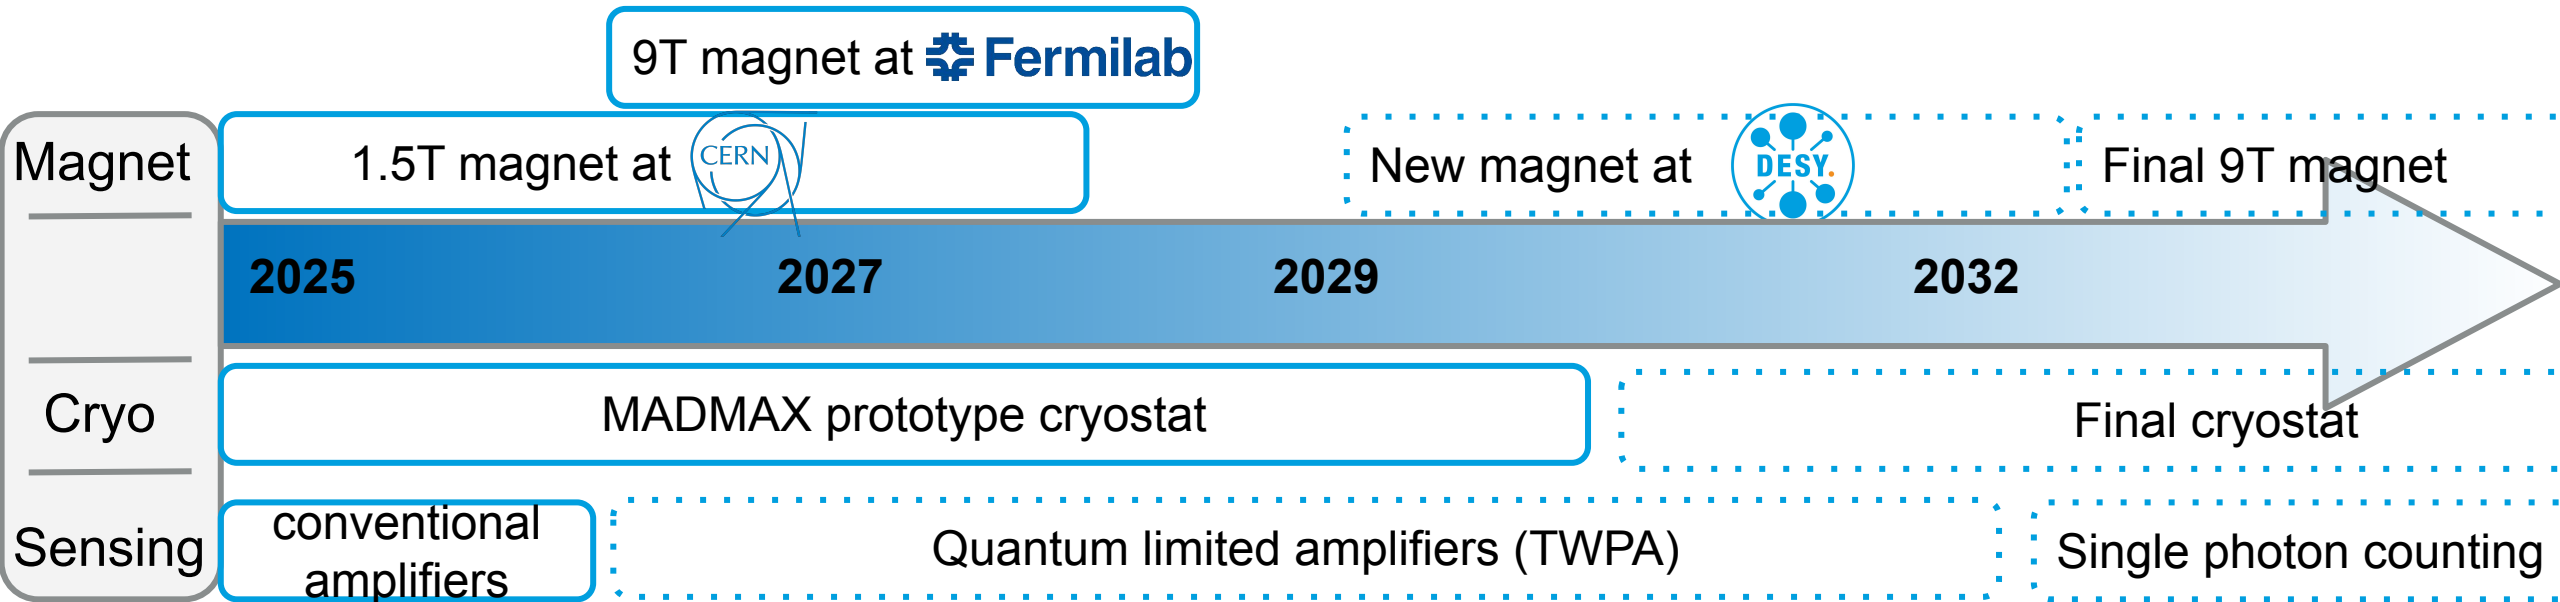 9T magnet at Fermilab
Magnet
1.5T magnet at CERN
New magnet at DESY.
Final 9T magnet
2025
2027
2029
2032
Cryo
MADMAX prototype cryostat
Final cryostat
Sensing
conventional
amplifiers
Quantum limited amplifiers (TWPA)
Single photon counting